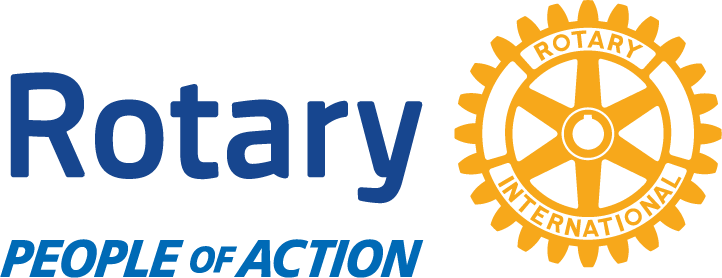 Rotary
PEOPLE OF ACTION
ROTARY
INTERNATIONAL